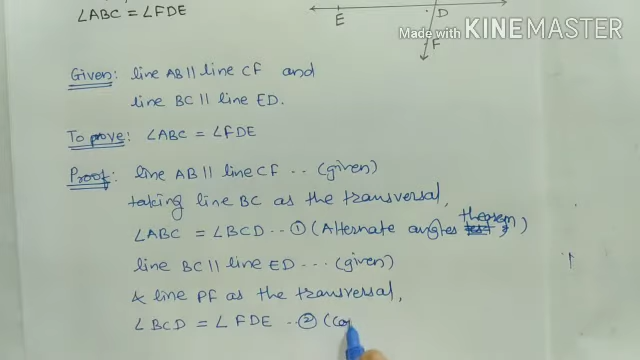 ∠ABC = ∠FDE
E
D
F
Made with KINEMASTER
Given: line AB || line CF and
line BC || line ED.
To prove: ∠ABC = ∠FDE
Proof: line AB || line CF .. (given)
taking line BC as the transversal,
∠ABC = ∠BCD .. ① (Alternate angles theorem)
line BC || line ED ... (given)
& line PF as the transversal,
∠BCD = ∠FDE .. ② (Co